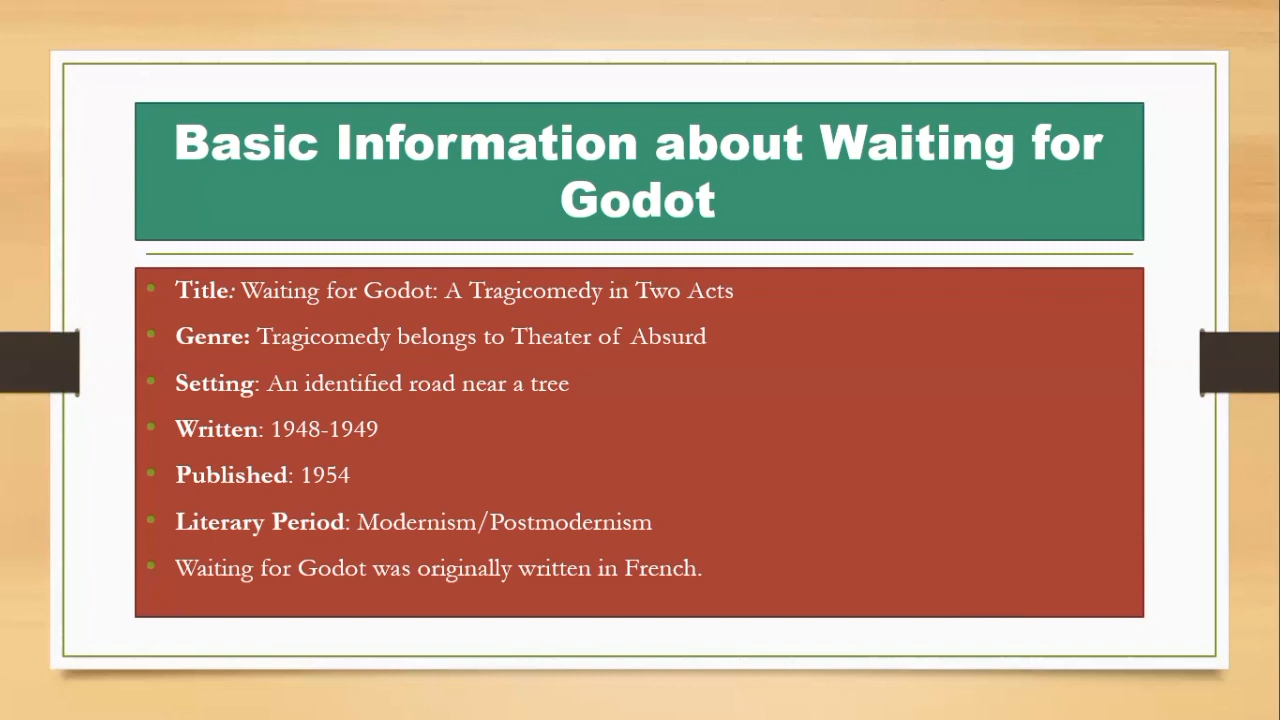 Basic Information about Waiting for
Godot
• Title: Waiting for Godot: A Tragicomedy in Two Acts
• Genre: Tragicomedy belongs to Theater of Absurd
• Setting: An identified road near a tree
• Written: 1948-1949
• Published: 1954
• Literary Period: Modernism/Postmodernism
• Waiting for Godot was originally written in French.